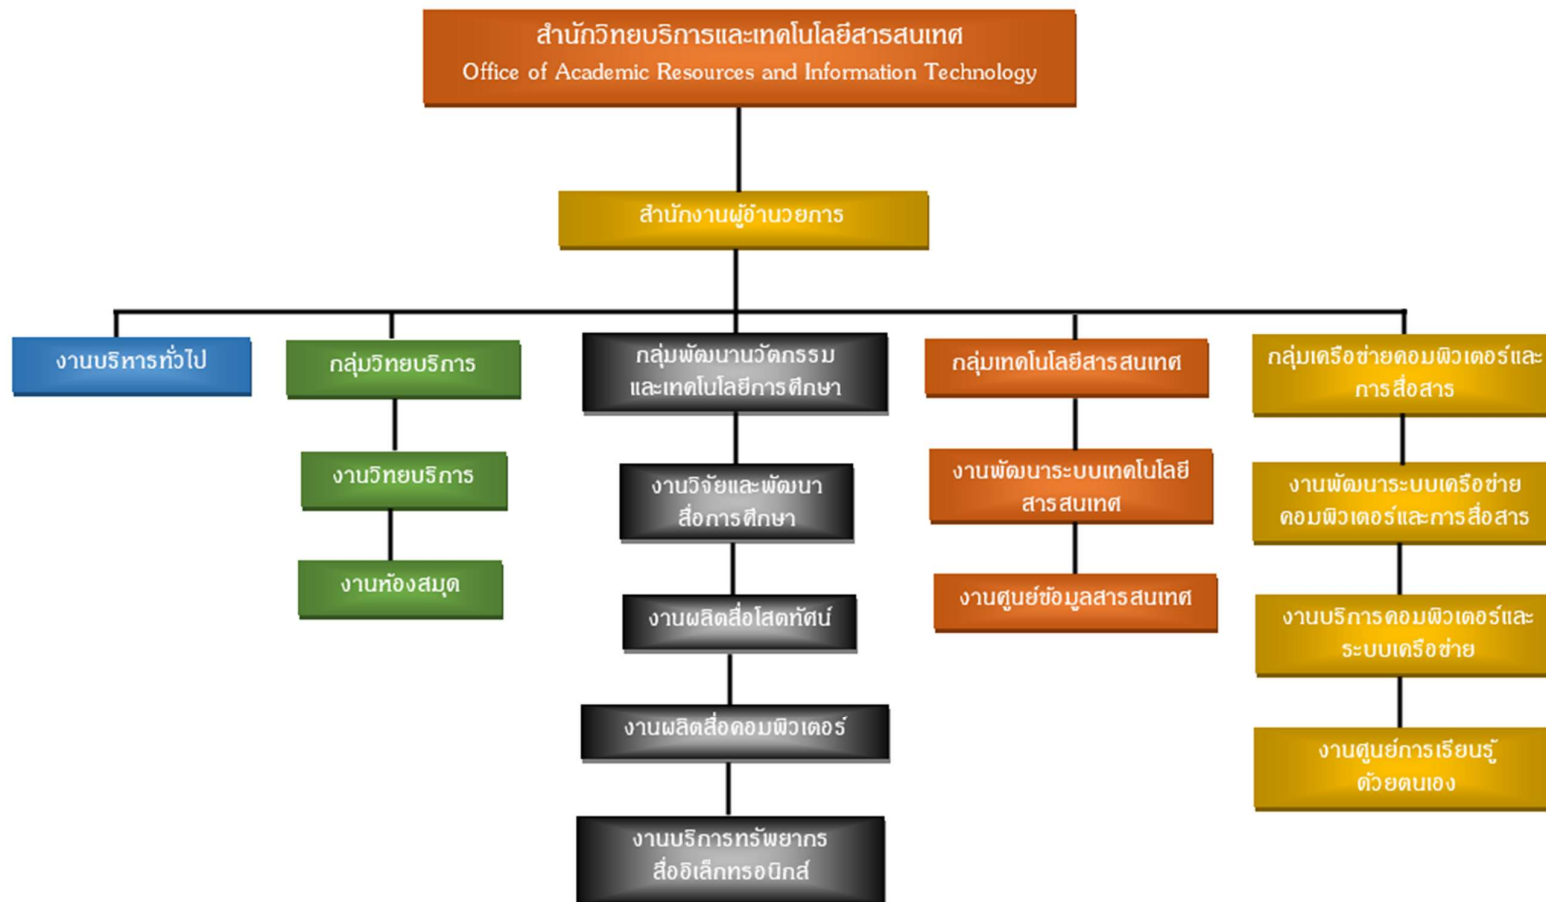 สำนักวิทยบริการและเทคโนโลยีสารสนเทศ
Office of Academic Resources and Information Technology
สำนักงานผู้อำนวยการ
งานบริหารทั่วไป
กลุ่มวิทยบริการ
งานวิทยบริการ
งานห้องสมุด
กลุ่มพัฒนานวัตกรรม
และเทคโนโลยีการศึกษา
งานวิจัยและพัฒนา
สื่อการศึกษา
งานผลิตสื่อโสตทัศน์
งานผลิตสื่อคอมพิวเตอร์
งานบริการทรัพยากร
สื่ออิเล็กทรอนิกส์
กลุ่มเทคโนโลยีสารสนเทศ
งานพัฒนาระบบเทคโนโลยี
สารสนเทศ
งานศูนย์ข้อมูลสารสนเทศ
กลุ่มเครือข่ายคอมพิวเตอร์และ
การสื่อสาร
งานพัฒนาระบบเครือข่าย
คอมพิวเตอร์และการสื่อสาร
งานบริการคอมพิวเตอร์และ
ระบบเครือข่าย
งานศูนย์การเรียนรู้
ด้วยตนเอง